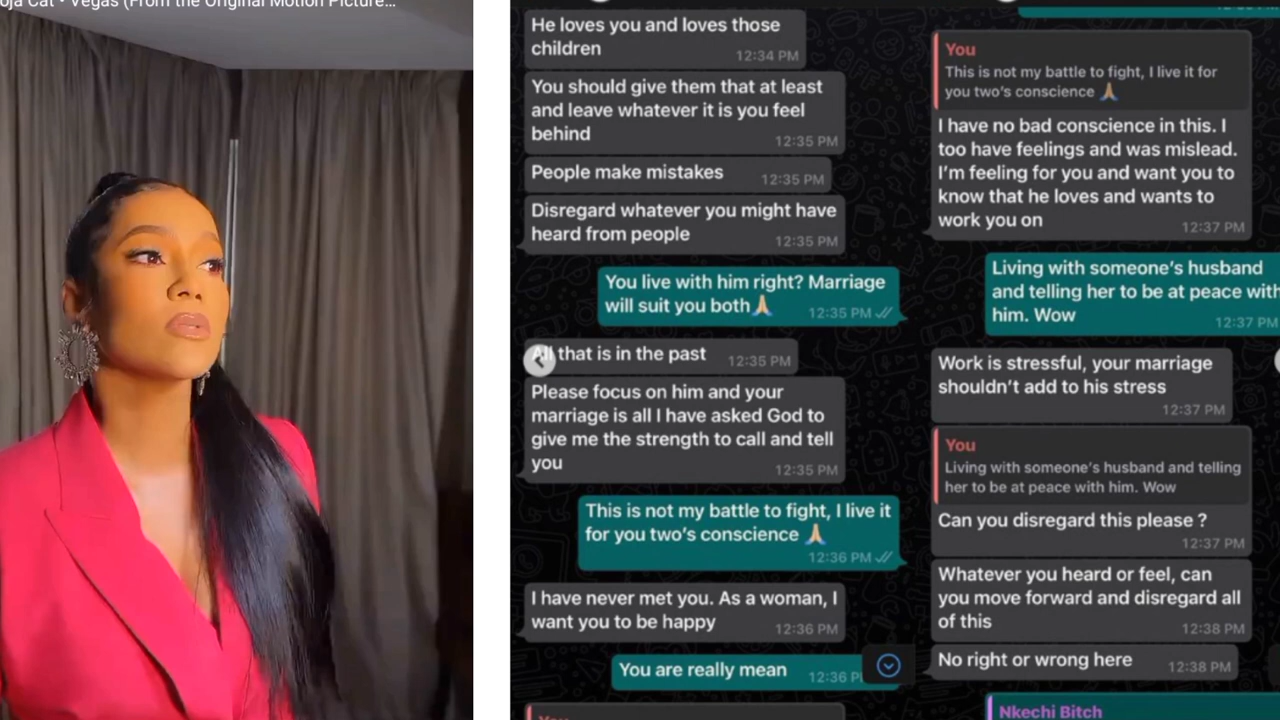 oja Cat • Vegas (From the Original Motion Picture…
He loves you and loves those
children
12:34 PM
You should give them that at least
and leave whatever it is you feel
behind
12:35 PM
People make mistakes
12:35 PM
Disregard whatever you might have
heard from people
12:35 PM
You live with him right? Marriage
will suit you both🙏🏼
12:35 PM
All that is in the past
12:35 PM
Please focus on him and your
marriage is all I have asked God to
give me the strength to call and tell
you
12:35 PM
This is not my battle to fight, I live it
for you two’s conscience 🙏🏼
12:36 PM
I have never met you. As a woman, I
want you to be happy
12:36 PM
You are really mean
12:36 P
You
You
This is not my battle to fight, I live it for
you two’s conscience 🙏🏼
I have no bad conscience in this. I
too have feelings and was mislead.
I’m feeling for you and want you to
know that he loves and wants to
work you on
12:37 PM
Living with someone’s husband
and telling her to be at peace with
him. Wow
12:37 PM
Work is stressful, your marriage
shouldn’t add to his stress
12:37 PM
You
Living with someone’s husband and telling
her to be at peace with him. Wow
Can you disregard this please ?
12:37 PM
Whatever you heard or feel, can
you move forward and disregard all
of this
12:38 PM
No right or wrong here
12:38 PM
Nkechi Bitch